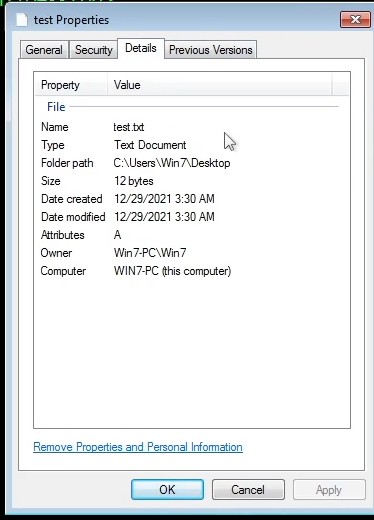 test Properties
General Security Details Previous Versions
Property Value
File
Name test.txt
Type Text Document
Folder path C:\Users\Win7\Desktop
Size 12 bytes
Date created 12/29/2021 3:30 AM
Date modified 12/29/2021 3:30 AM
Attributes A
Owner Win7-PC\Win7
Computer WIN7-PC (this computer)
Remove Properties and Personal Information
OK Cancel Apply